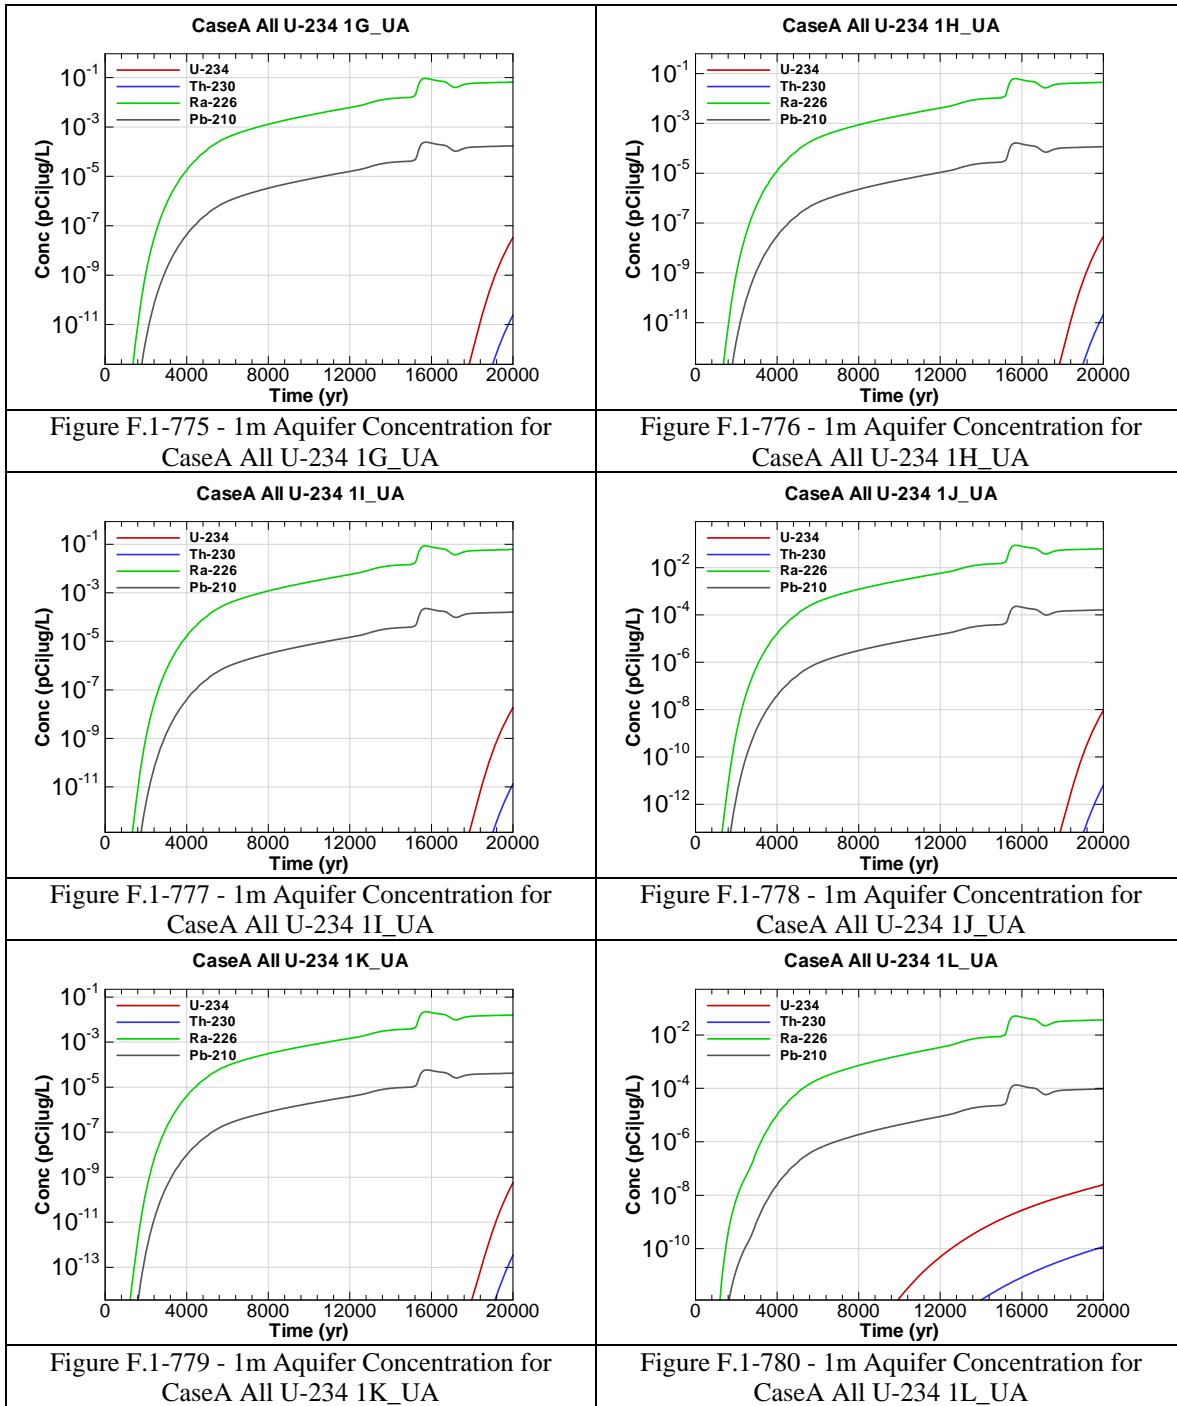 CaseA All U-234 1G_UA
U-234
Th-230
Ra-226
Pb-210
10-1
10-3
10-5
10-7
10-9
10-11
Conc (pCi|ug/L)
0 4000 8000 12000 16000 20000
Time (yr)
Figure F.1-775 - 1m Aquifer Concentration for
CaseA All U-234 1G_UA
CaseA All U-234 1H_UA
U-234
Th-230
Ra-226
Pb-210
10-1
10-3
10-5
10-7
10-9
10-11
Conc (pCi|ug/L)
0 4000 8000 12000 16000 20000
Time (yr)
Figure F.1-776 - 1m Aquifer Concentration for
CaseA All U-234 1H_UA
CaseA All U-234 1I_UA
U-234
Th-230
Ra-226
Pb-210
10-1
10-3
10-5
10-7
10-9
10-11
Conc (pCi|ug/L)
0 4000 8000 12000 16000 20000
Time (yr)
Figure F.1-777 - 1m Aquifer Concentration for
CaseA All U-234 1I_UA
CaseA All U-234 1J_UA
U-234
Th-230
Ra-226
Pb-210
10-2
10-4
10-6
10-8
10-10
10-12
Conc (pCi|ug/L)
0 4000 8000 12000 16000 20000
Time (yr)
Figure F.1-778 - 1m Aquifer Concentration for
CaseA All U-234 1J_UA
CaseA All U-234 1K_UA
U-234
Th-230
Ra-226
Pb-210
10-1
10-3
10-5
10-7
10-9
10-11
10-13
Conc (pCi|ug/L)
0 4000 8000 12000 16000 20000
Time (yr)
Figure F.1-779 - 1m Aquifer Concentration for
CaseA All U-234 1K_UA
CaseA All U-234 1L_UA
U-234
Th-230
Ra-226
Pb-210
10-2
10-4
10-6
10-8
10-10
Conc (pCi|ug/L)
0 4000 8000 12000 16000 20000
Time (yr)
Figure F.1-780 - 1m Aquifer Concentration for
CaseA All U-234 1L_UA